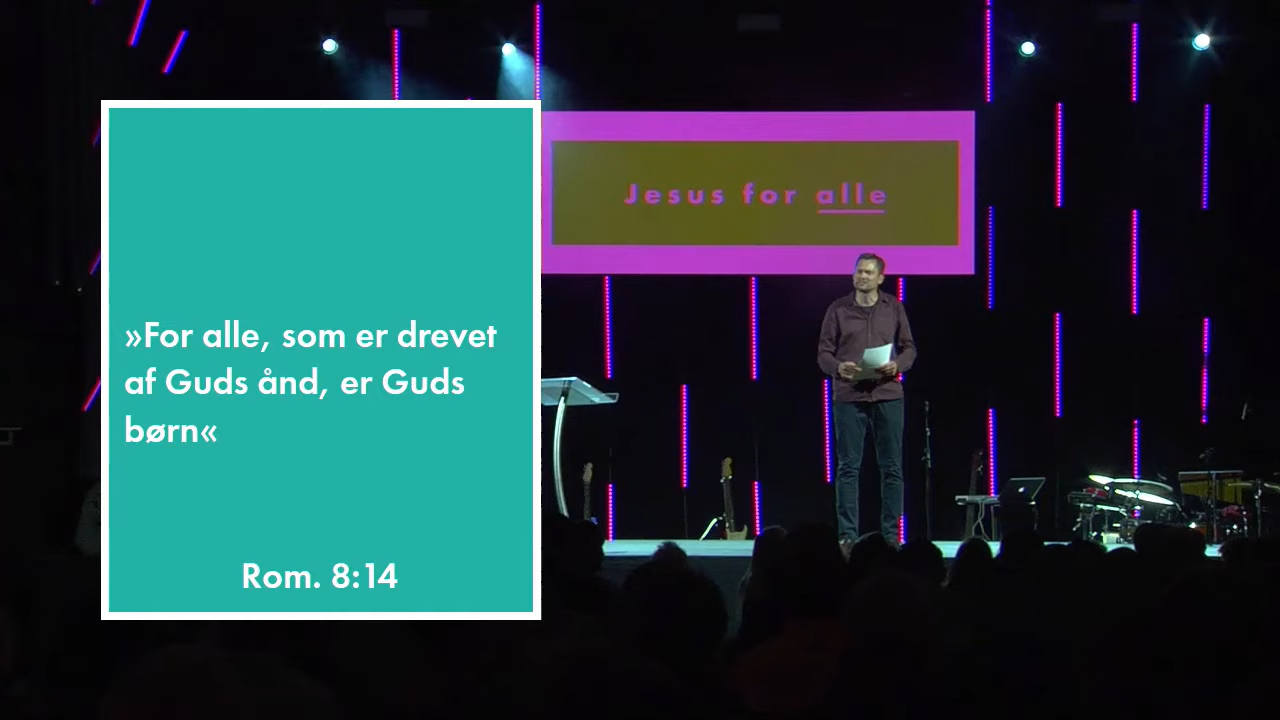 Jesus for alle
»For alle, som er drevet
af Guds ånd, er Guds
børn«
Rom. 8:14